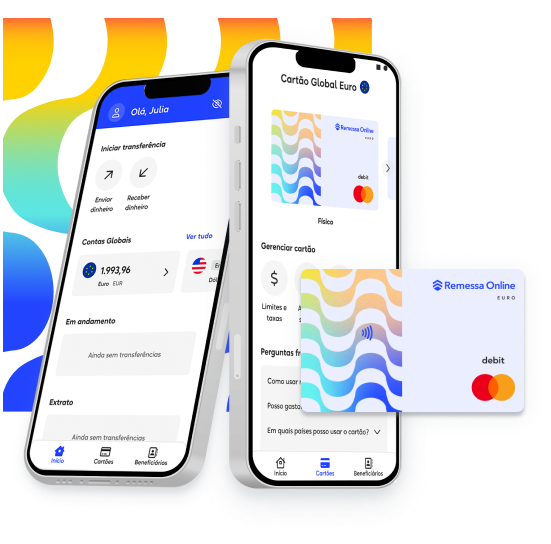 Olá, Julia
Iniciar transferência
Enviar
dinheiro
Receber
dinheiro
Contas Globais
Ver tudo
1.993,96
Euro EUR
Em andamento
Ainda sem transferências
Extrato
Ainda sem transferências
Início
Cartões
Beneficiários
Cartão Global Euro
Remessa Online
EURO
debit
Física
Gerenciar cartão
$
Limites e
taxas
Perguntas
Como usar
Posso
Em quais países posso usar o cartão?
Início
Cartões
Beneficiários
Remessa Online
EURO
debit